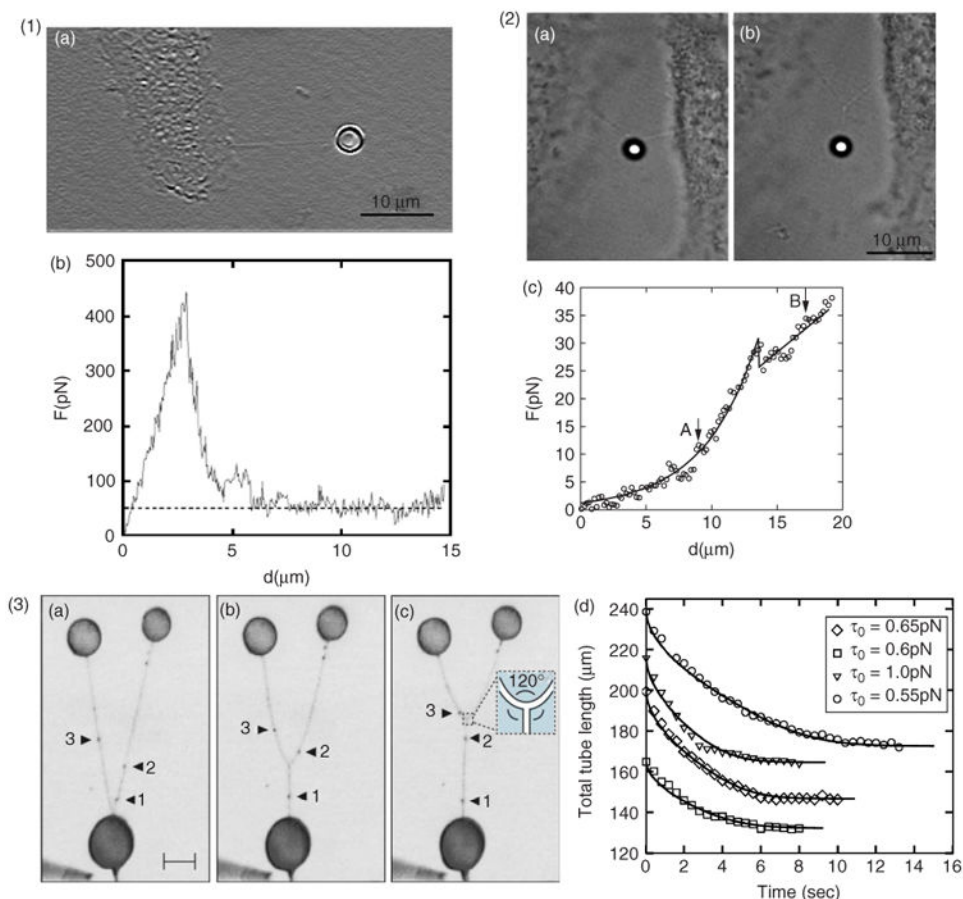 (1)
(a)
10 μm
(b)
500
400
300
200
100
0
F(pN)
0
5
10
15
d(μm)
(2)
(a)
(b)
10 μm
(c)
40
35
30
25
20
15
10
5
0
F(pN)
A
B
0
5
10
15
20
d(μm)
(3)
(a)
3
2
1
(b)
3
2
1
(c)
120°
3
2
1
(d)
240
220
200
180
160
140
120
Total tube length (μm)
τ0 = 0.65pN
τ0 = 0.6pN
τ0 = 1.0pN
τ0 = 0.55pN
0 2 4 6 8 10 12 14 16
Time (sec)